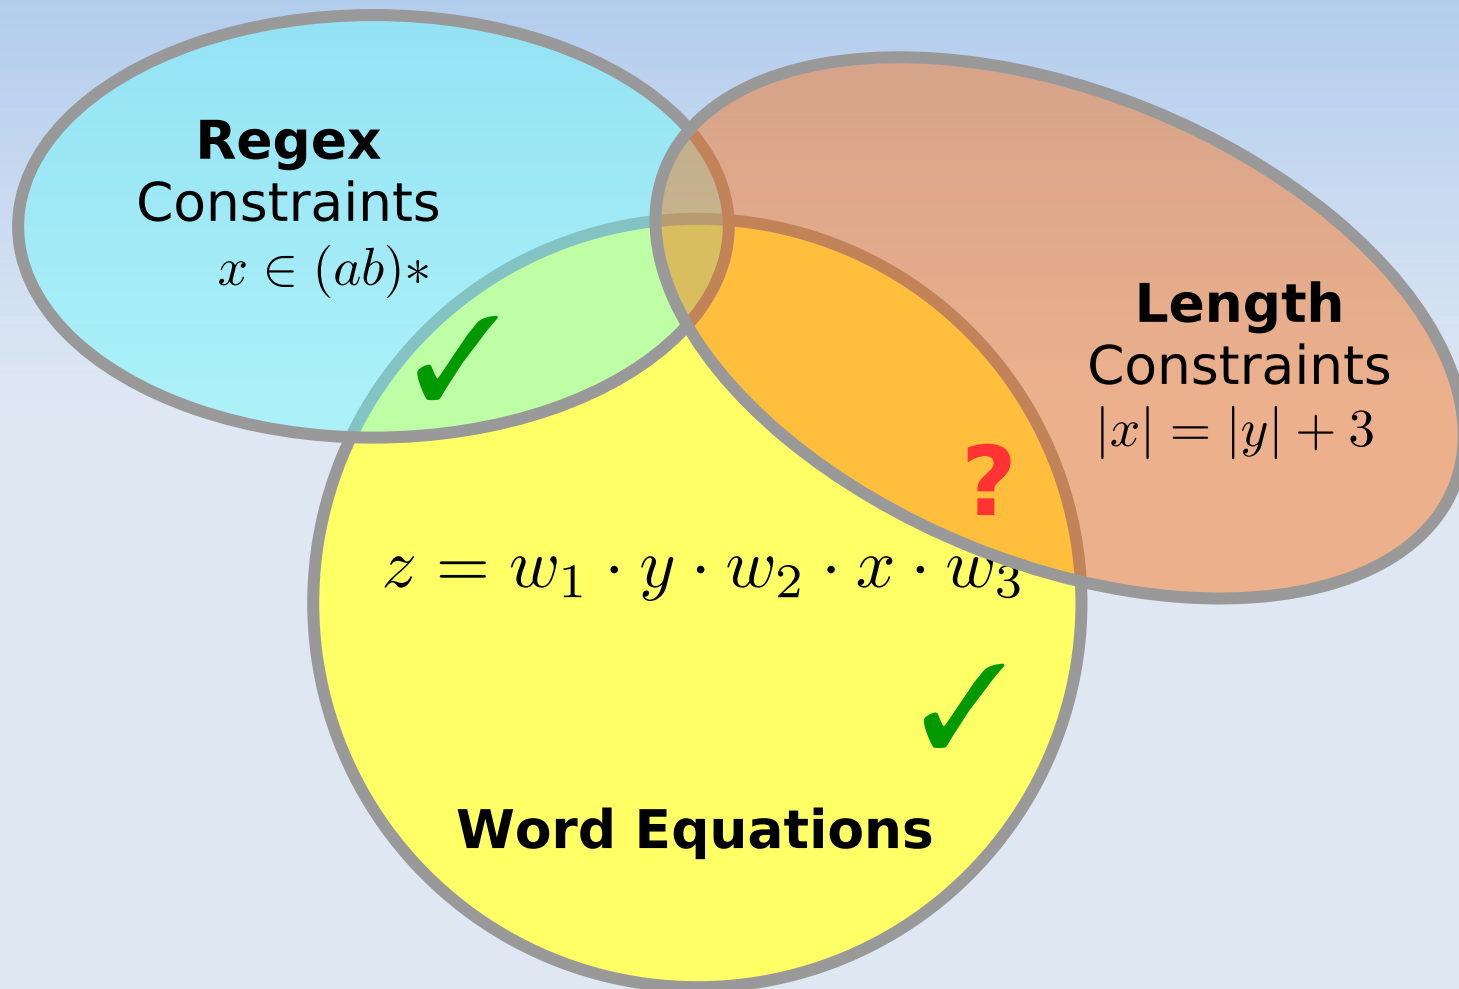 Regex
Constraints
x ∈ (ab)*
✓
Length
Constraints
|x| = |y| + 3
?
z = w₁ · y · w₂ · x · w₃
✓
Word Equations